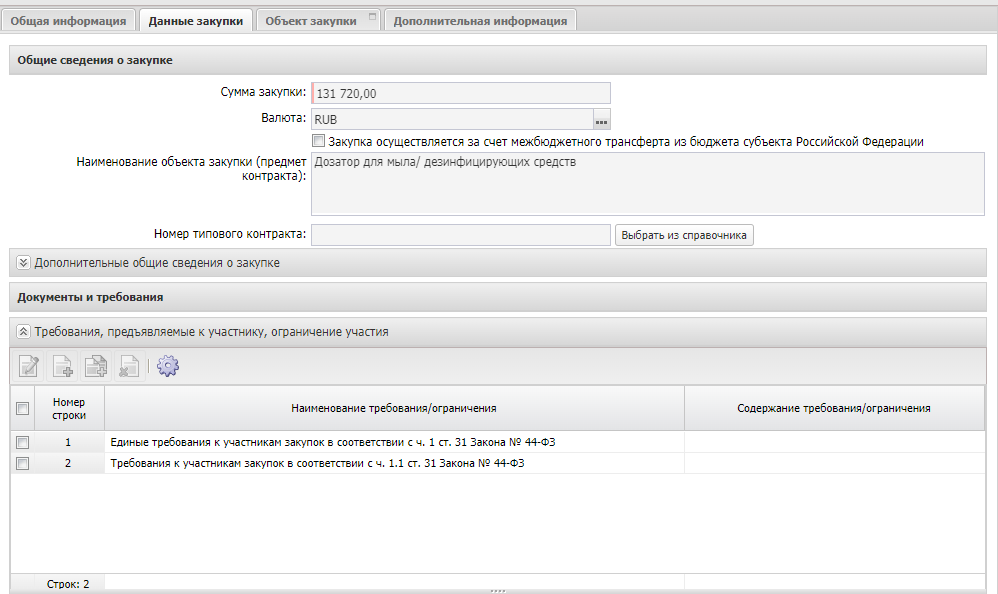 Общая информация Данные закупки Объект закупки Дополнительная информация
Общие сведения о закупке
Сумма закупки: 131 720,00
Валюта: RUB ...
Закупка осуществляется за счет межбюджетного трансферта из бюджета субъекта Российской Федерации
Наименование объекта закупки (предмет контракта): Дозатор для мыла/ дезинфицирующих средств
Номер типового контракта: Выбрать из справочника
Дополнительные общие сведения о закупке
Документы и требования
Требования, предъявляемые к участнику, ограничение участия
Номер строки Наименование требования/ограничения Содержание требования/ограничения
1 Единые требования к участникам закупок в соответствии с ч. 1 ст. 31 Закона № 44-ФЗ
2 Требования к участникам закупок в соответствии с ч. 1.1 ст. 31 Закона № 44-ФЗ
Строк: 2